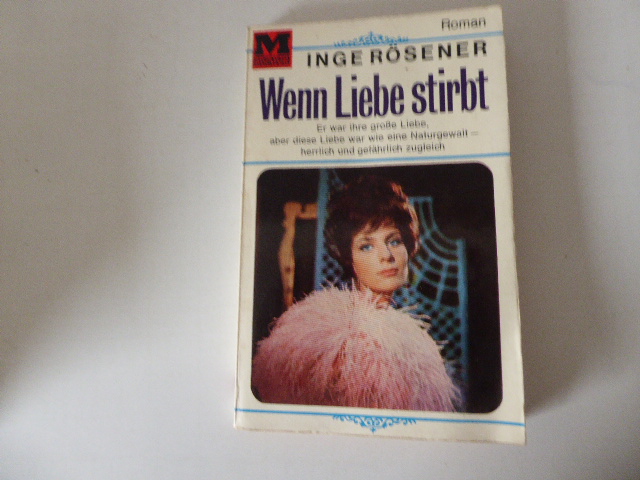 Roman
M
INGE RÖSENER
Wenn Liebe stirbt
Er war ihre große Liebe,
aber diese Liebe war wie eine Naturgewalt –
herrlich und gefährlich zugleich